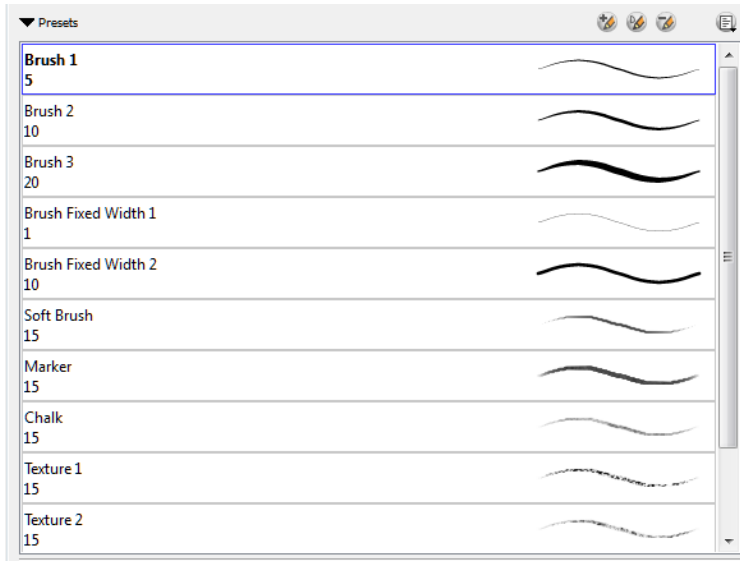 Presets
Brush 1
5
Brush 2
10
Brush 3
20
Brush Fixed Width 1
1
Brush Fixed Width 2
10
Soft Brush
15
Marker
15
Chalk
15
Texture 1
15
Texture 2
15